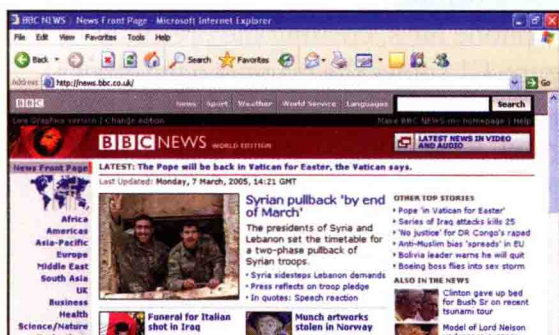 BBC NEWS | News Front Page - Microsoft Internet Explorer
File Edit View Favorites Tools Help
Back Search Favorites
Address http://news.bbc.co.uk/ Go
BBC News Sport Weather World Service Languages Search
Low Graphics version | Change edition Make BBC News my homepage | Help
BBC NEWS WORLD EDITION
LATEST NEWS IN VIDEO
AND AUDIO
News Front Page
Africa
Americas
Asia-Pacific
Europe
Middle East
South Asia
UK
Business
Health
Science/Nature
LATEST: The Pope will be back in Vatican for Easter, the Vatican says.
Last Updated: Monday, 7 March, 2005, 14:21 GMT
Syrian pullback 'by end
of March'
The presidents of Syria and
Lebanon set the timetable for
a two-phase pullback of
Syrian troops.
Syria sidesteps Lebanon demands
Press reflects on troop pledge
In quotes: Speech reaction
Funeral for Italian
shot in Iraq
Munch artworks
stolen in Norway
OTHER TOP STORIES
Pope 'in Vatican for Easter'
Series of Iraq attacks kills 25
'No justice' for DR Congo's raped
Anti-Muslim bias 'spreads' in EU
Bolivia leader warns he will quit
Boeing boss flies into sex storm
ALSO IN THE NEWS
Clinton gave up bed
for Bush Sr on recent
tsunami tour
Model of Lord Nelson